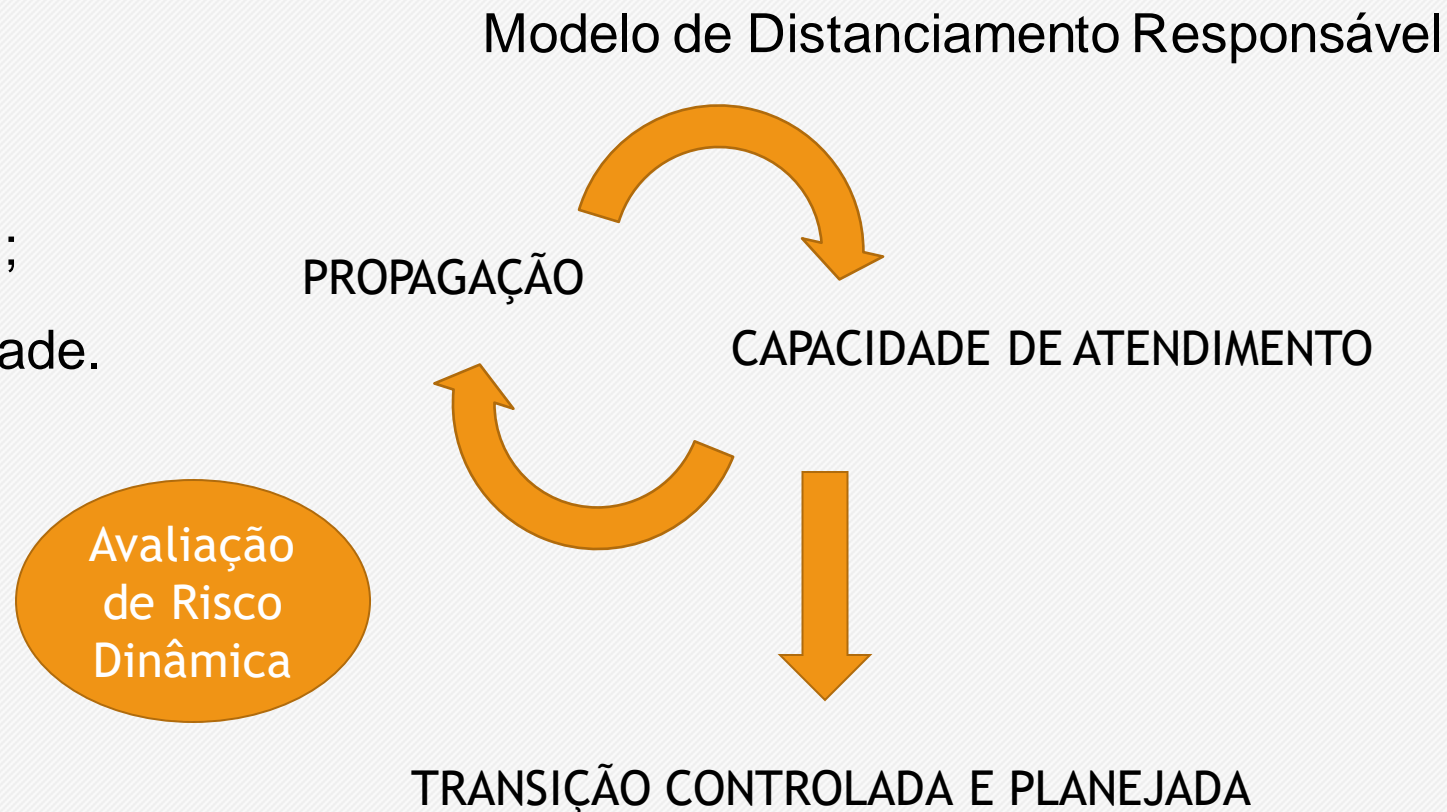 Modelo de Distanciamento Responsável
;
ade.
PROPAGAÇÃO
CAPACIDADE DE ATENDIMENTO
Avaliação
de Risco
Dinâmica
TRANSIÇÃO CONTROLADA E PLANEJADA